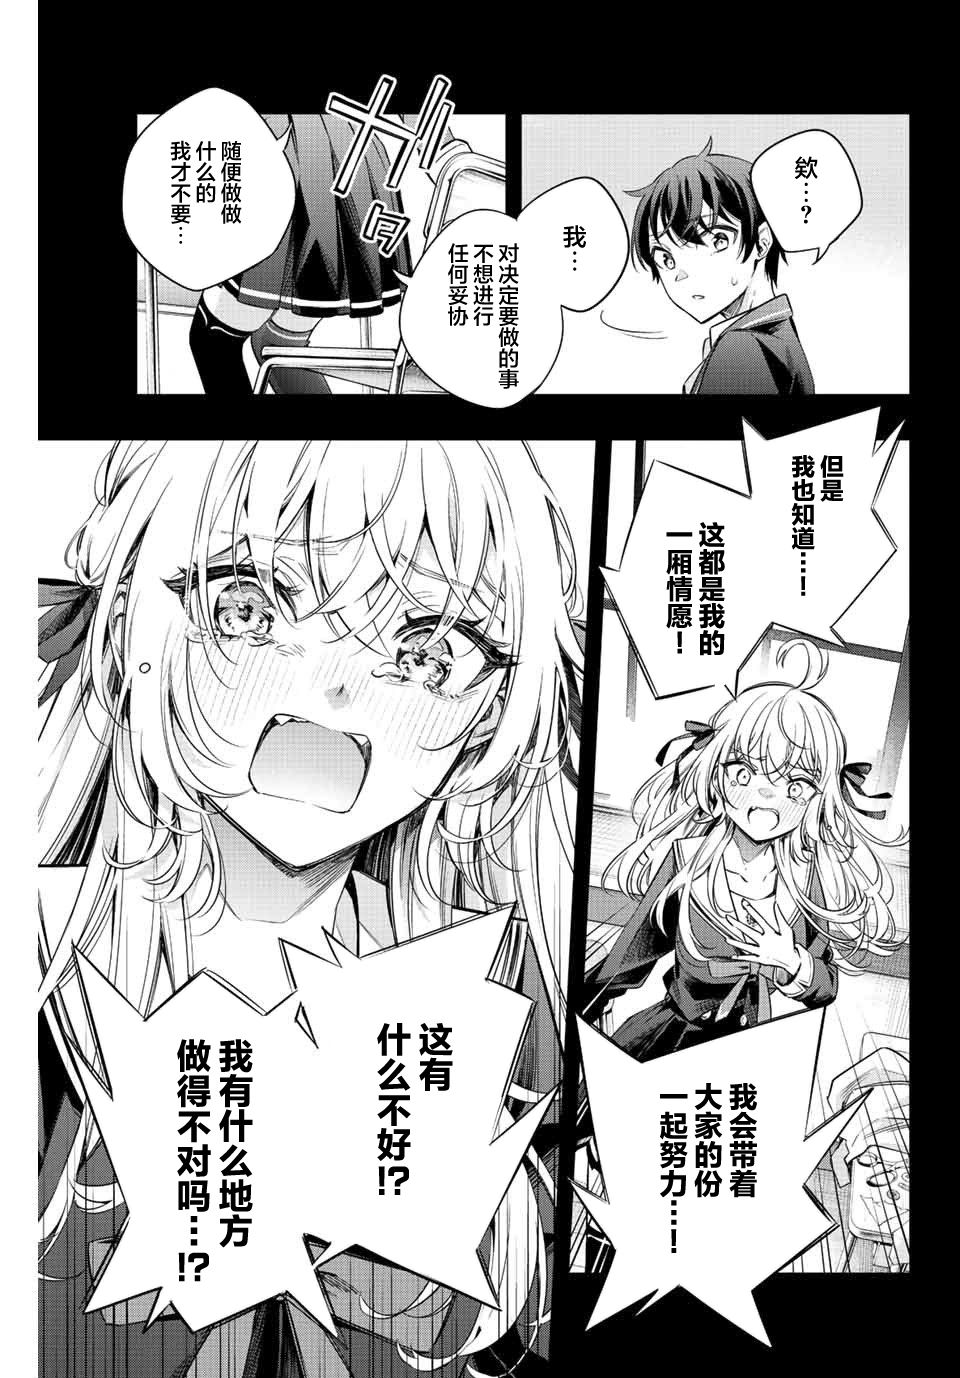 欸…?
我…
对决定要做的事
不想进行
任何妥协
ガタ
随便做做
什么的
我才不要…
但是
我也知道…!
这都是我的
一厢情愿!
我会带着
大家的份
一起努力…!
这有
什么不好!?
我有什么地方
做得不对吗…!?